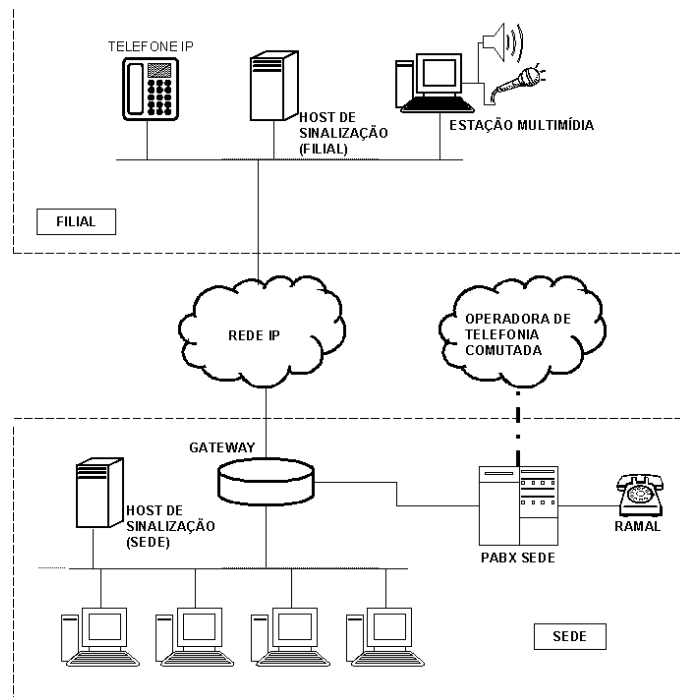 TELEFONE IP
HOST DE
SINALIZAÇÃO
(FILIAL)
ESTAÇÃO MULTIMÍDIA
FILIAL
REDE IP
OPERADORA DE
TELEFONIA
COMUTADA
GATEWAY
HOST DE
SINALIZAÇÃO
(SEDE)
PABX SEDE
RAMAL
SEDE